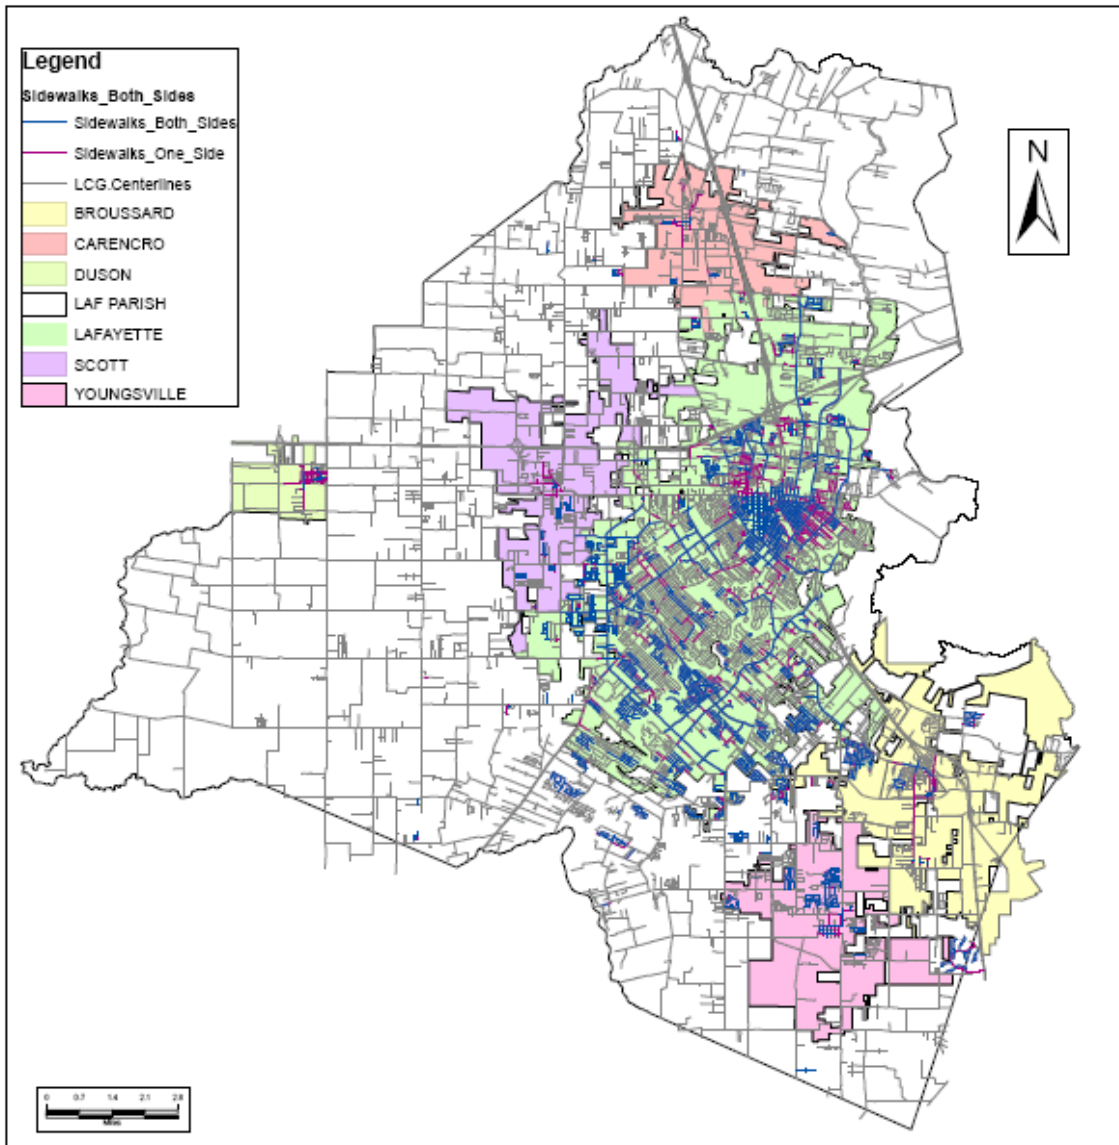 Legend
Sidewalks_Both_Sides
Sidewalks_Both_Sides
Sidewalks_One_Side
LCG.Centerlines
BROUSSARD
CARENCRO
DUSON
LAF PARISH
LAFAYETTE
SCOTT
YOUNGSVILLE
N
0 0.7 1.4 2.1 2.8
Miles